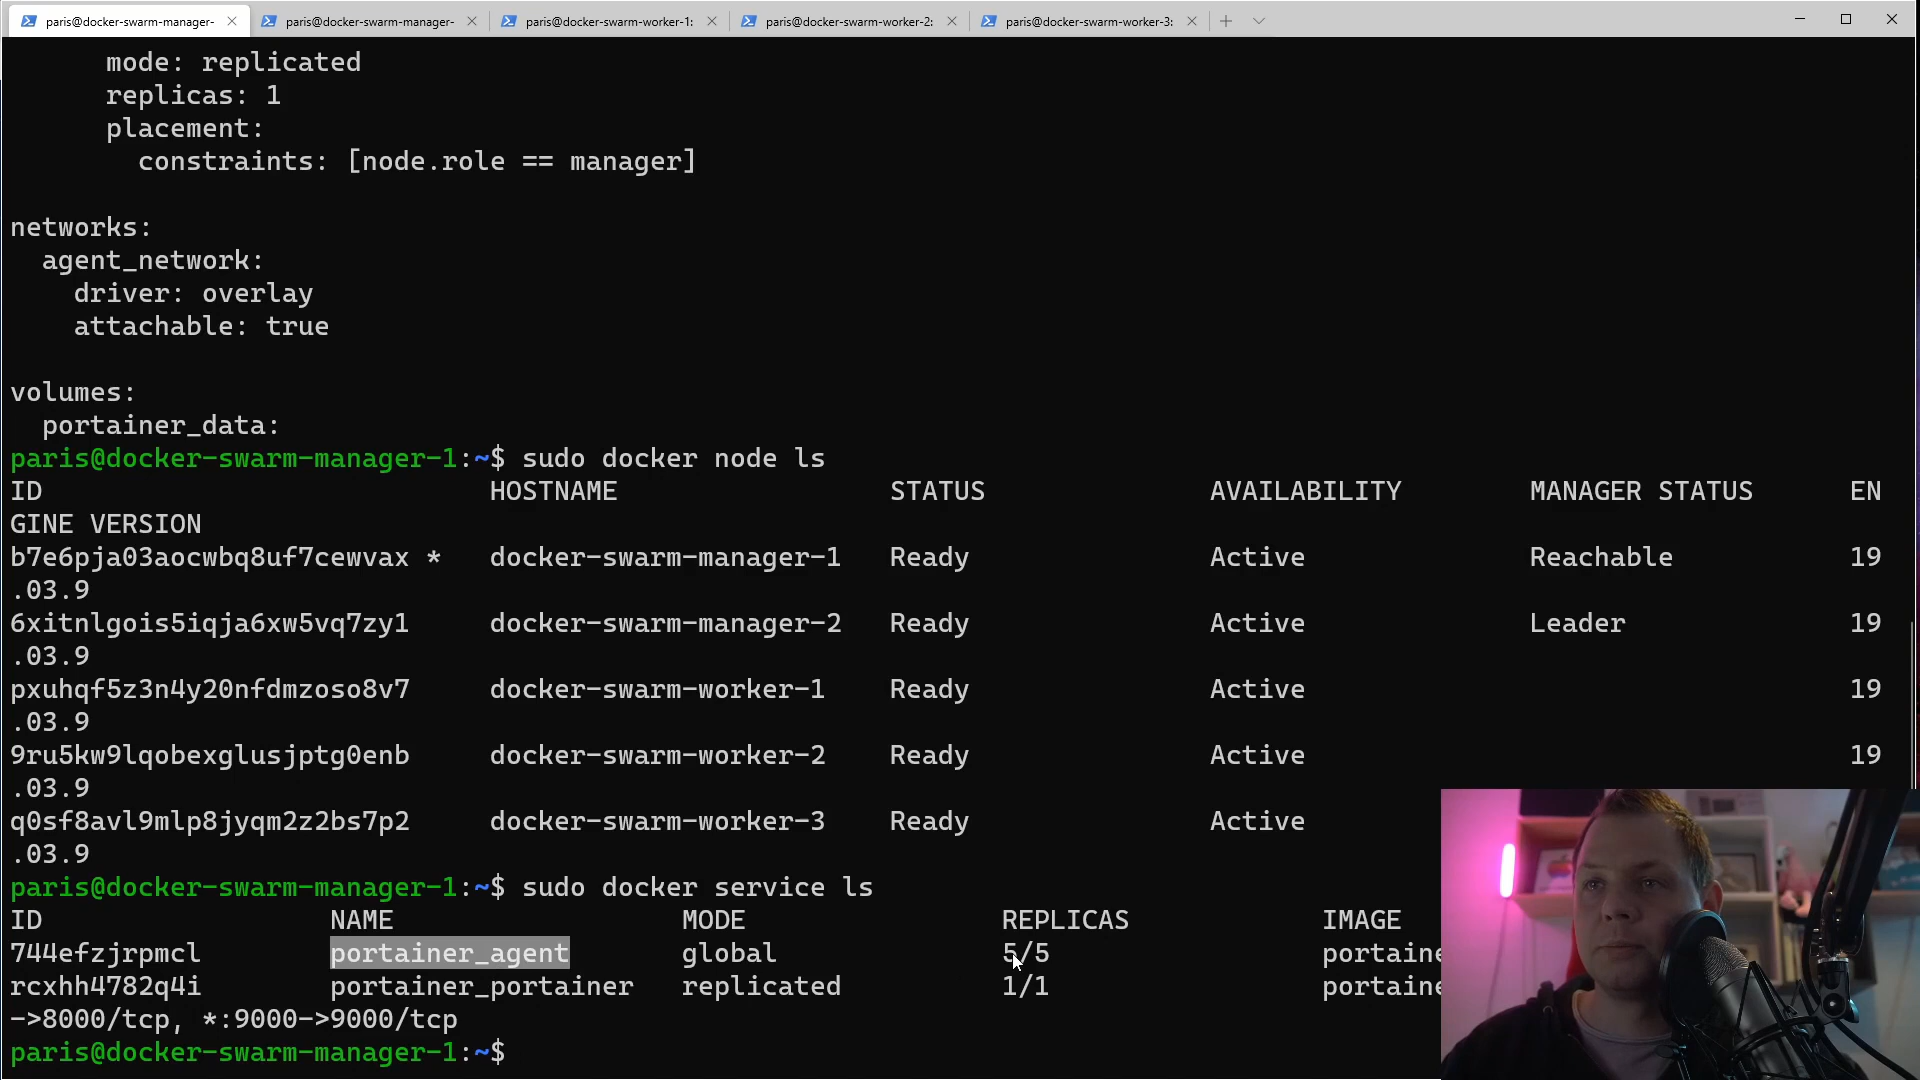 paris@docker-swarm-manager- paris@docker-swarm-manager- paris@docker-swarm-worker-1: paris@docker-swarm-worker-2: paris@docker-swarm-worker-3:
mode: replicated
replicas: 1
placement:
constraints: [node.role == manager]
networks:
agent_network:
driver: overlay
attachable: true
volumes:
portainer_data:
paris@docker-swarm-manager-1:~$ sudo docker node ls
ID HOSTNAME STATUS AVAILABILITY MANAGER STATUS EN
GINE VERSION
b7e6pja03aocwbq8uf7cewvax * docker-swarm-manager-1 Ready Active Reachable 19
.03.9
6xitnlgois5iqja6xw5vq7zy1 docker-swarm-manager-2 Ready Active Leader 19
.03.9
pxuhqf5z3n4y20nfdmzoso8v7 docker-swarm-worker-1 Ready Active 19
.03.9
9ru5kw9lqobexglusjptg0enb docker-swarm-worker-2 Ready Active 19
.03.9
q0sf8avl9mlp8jyqm2z2bs7p2 docker-swarm-worker-3 Ready Active
.03.9
paris@docker-swarm-manager-1:~$ sudo docker service ls
ID NAME MODE REPLICAS IMAGE
744efzjrpmcl portainer_agent global 5/5 portaine
rcxhh4782q4i portainer_portainer replicated 1/1 portaine
->8000/tcp, *:9000->9000/tcp
paris@docker-swarm-manager-1:~$